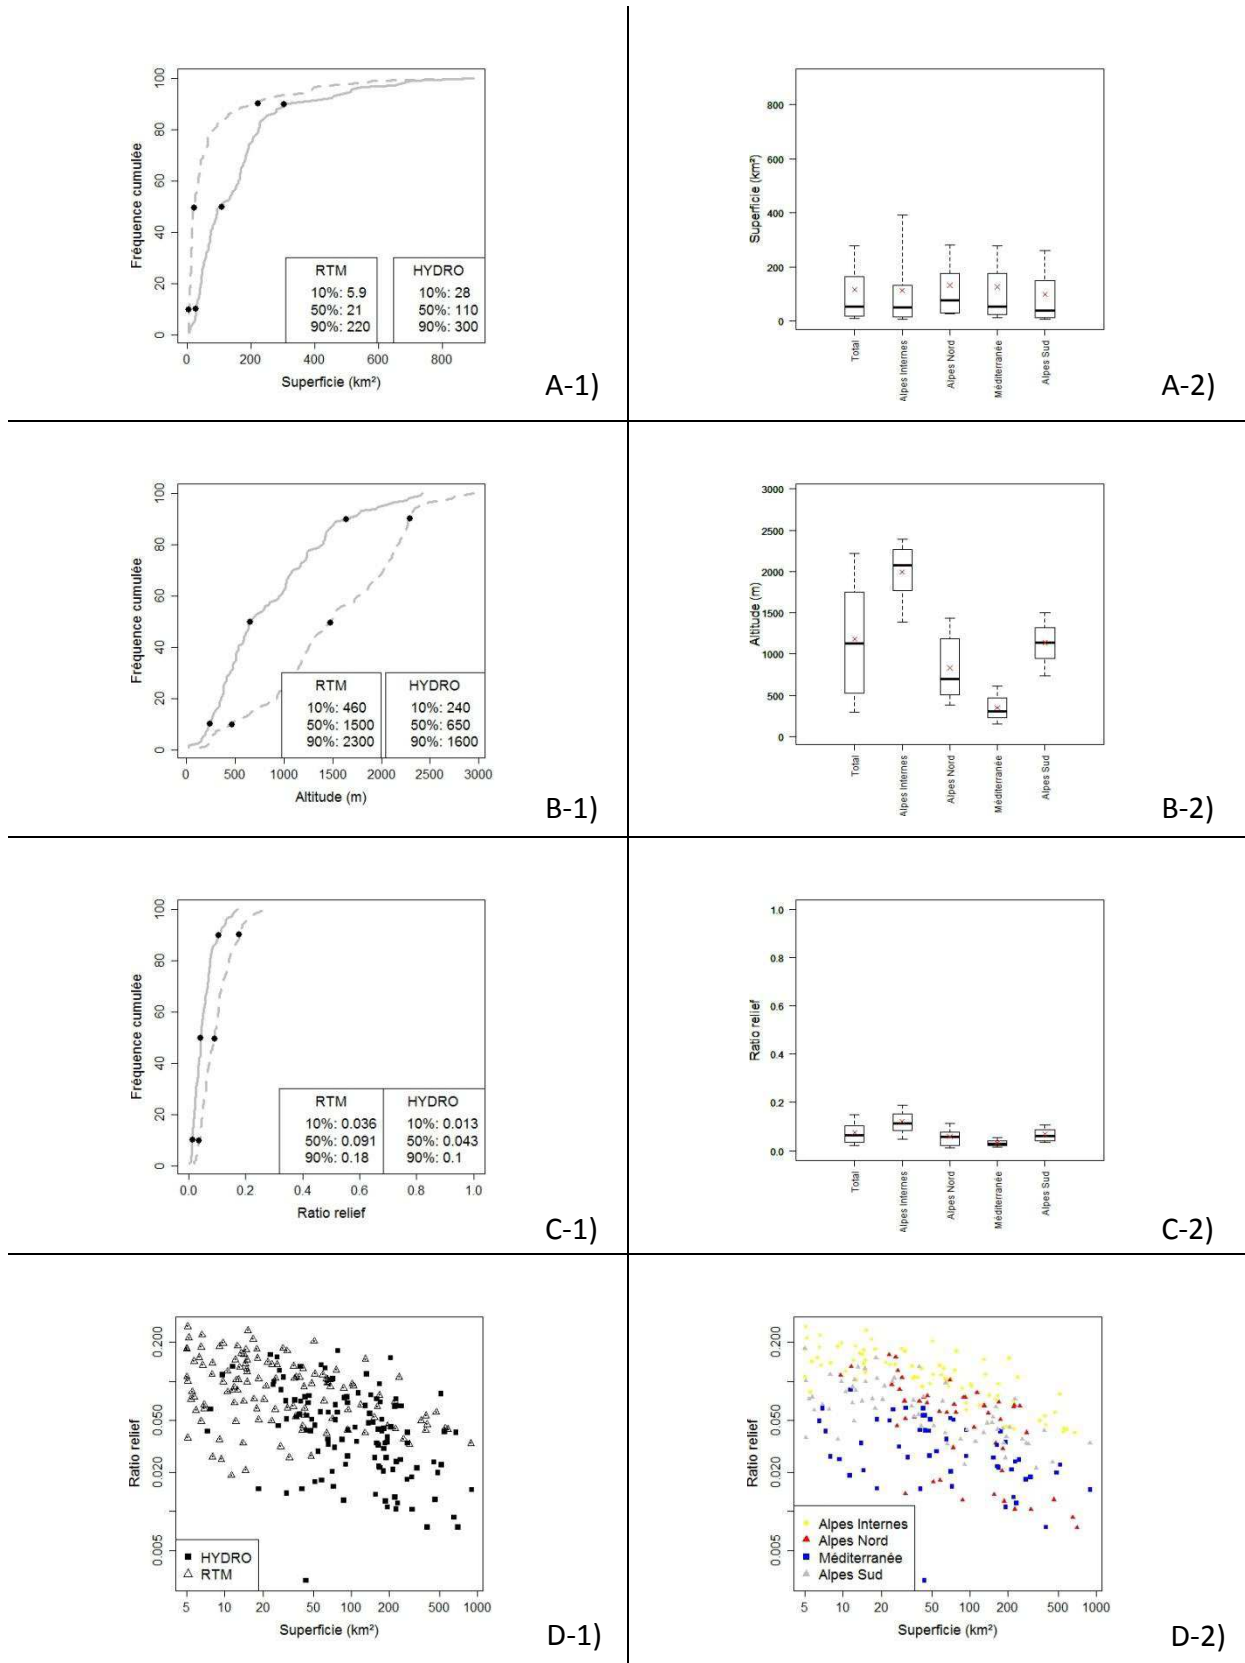 100
80
60
40
20
0
Fréquence cumulée
RTM
10%: 5.9
50%: 21
90%: 220
HYDRO
10%: 28
50%: 110
90%: 300
0 200 400 600 800
Superficie (km²)
A-1)
800
600
400
200
0
Superficie (km²)
Total
Alpes Internes
Alpes Nord
Méditerranée
Alpes Sud
A-2)
100
80
60
40
20
0
Fréquence cumulée
RTM
10%: 460
50%: 1500
90%: 2300
HYDRO
10%: 240
50%: 650
90%: 1600
0 500 1000 1500 2000 2500 3000
Altitude (m)
B-1)
3000
2500
2000
1500
1000
500
0
Altitude (m)
Total
Alpes Internes
Alpes Nord
Méditerranée
Alpes Sud
B-2)
100
80
60
40
20
0
Fréquence cumulée
RTM
10%: 0.036
50%: 0.091
90%: 0.18
HYDRO
10%: 0.013
50%: 0.043
90%: 0.1
0.0 0.2 0.4 0.6 0.8 1.0
Ratio relief
C-1)
1.0
0.8
0.6
0.4
0.2
0.0
Ratio relief
Total
Alpes Internes
Alpes Nord
Méditerranée
Alpes Sud
C-2)
0.200
0.050
0.020
0.005
Ratio relief
HYDRO
RTM
5 10 20 50 100 200 500 1000
Superficie (km²)
D-1)
0.200
0.050
0.020
0.005
Ratio relief
Alpes Internes
Alpes Nord
Méditerranée
Alpes Sud
5 10 20 50 100 200 500 1000
Superficie (km²)
D-2)